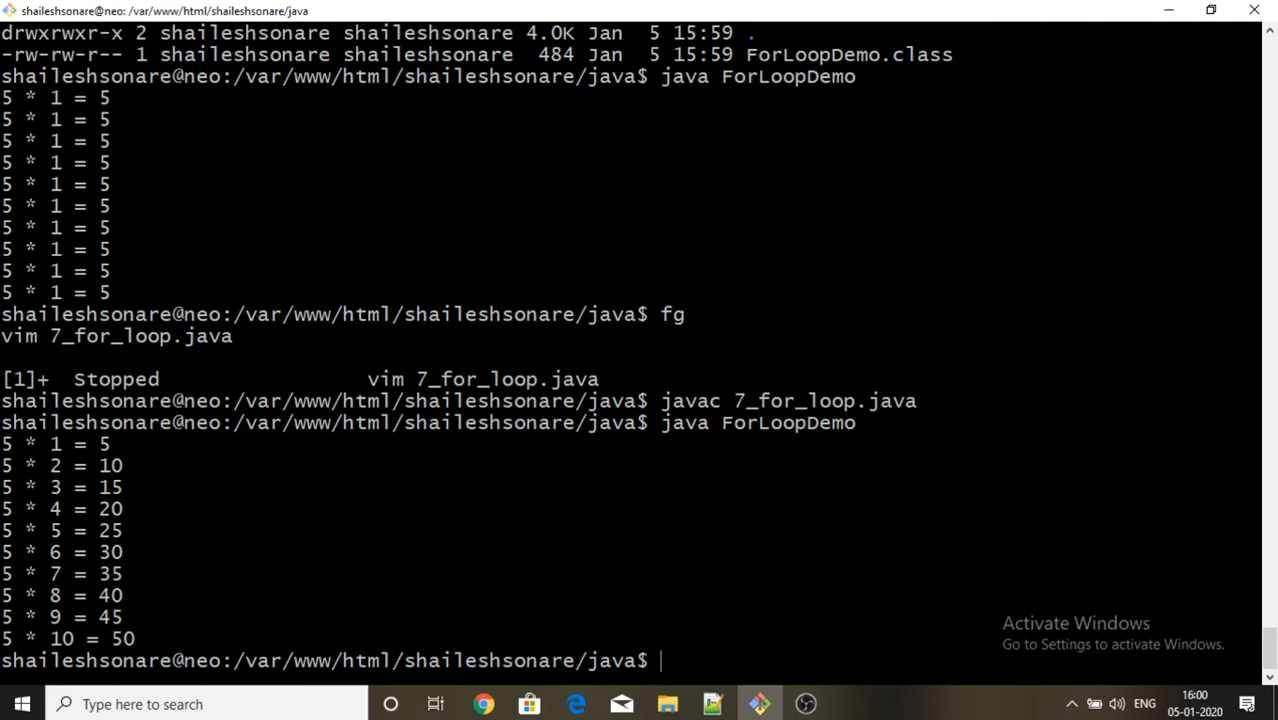 shaileshsonare@neo: /var/www/html/shaileshsonare/java
drwxrwxr-x 2 shaileshsonare shaileshsonare 4.0K Jan  5 15:59 .
-rw-rw-r-- 1 shaileshsonare shaileshsonare  484 Jan  5 15:59 ForLoopDemo.class
shaileshsonare@neo:/var/www/html/shaileshsonare/java$ java ForLoopDemo
5 * 1 = 5
5 * 1 = 5
5 * 1 = 5
5 * 1 = 5
5 * 1 = 5
5 * 1 = 5
5 * 1 = 5
5 * 1 = 5
5 * 1 = 5
5 * 1 = 5
shaileshsonare@neo:/var/www/html/shaileshsonare/java$ fg
vim 7_for_loop.java
[1]+  Stopped                 vim 7_for_loop.java
shaileshsonare@neo:/var/www/html/shaileshsonare/java$ javac 7_for_loop.java
shaileshsonare@neo:/var/www/html/shaileshsonare/java$ java ForLoopDemo
5 * 1 = 5
5 * 2 = 10
5 * 3 = 15
5 * 4 = 20
5 * 5 = 25
5 * 6 = 30
5 * 7 = 35
5 * 8 = 40
5 * 9 = 45
5 * 10 = 50
shaileshsonare@neo:/var/www/html/shaileshsonare/java$
Activate Windows
Go to Settings to activate Windows.
Type here to search
ENG
16:00
05-01-2020